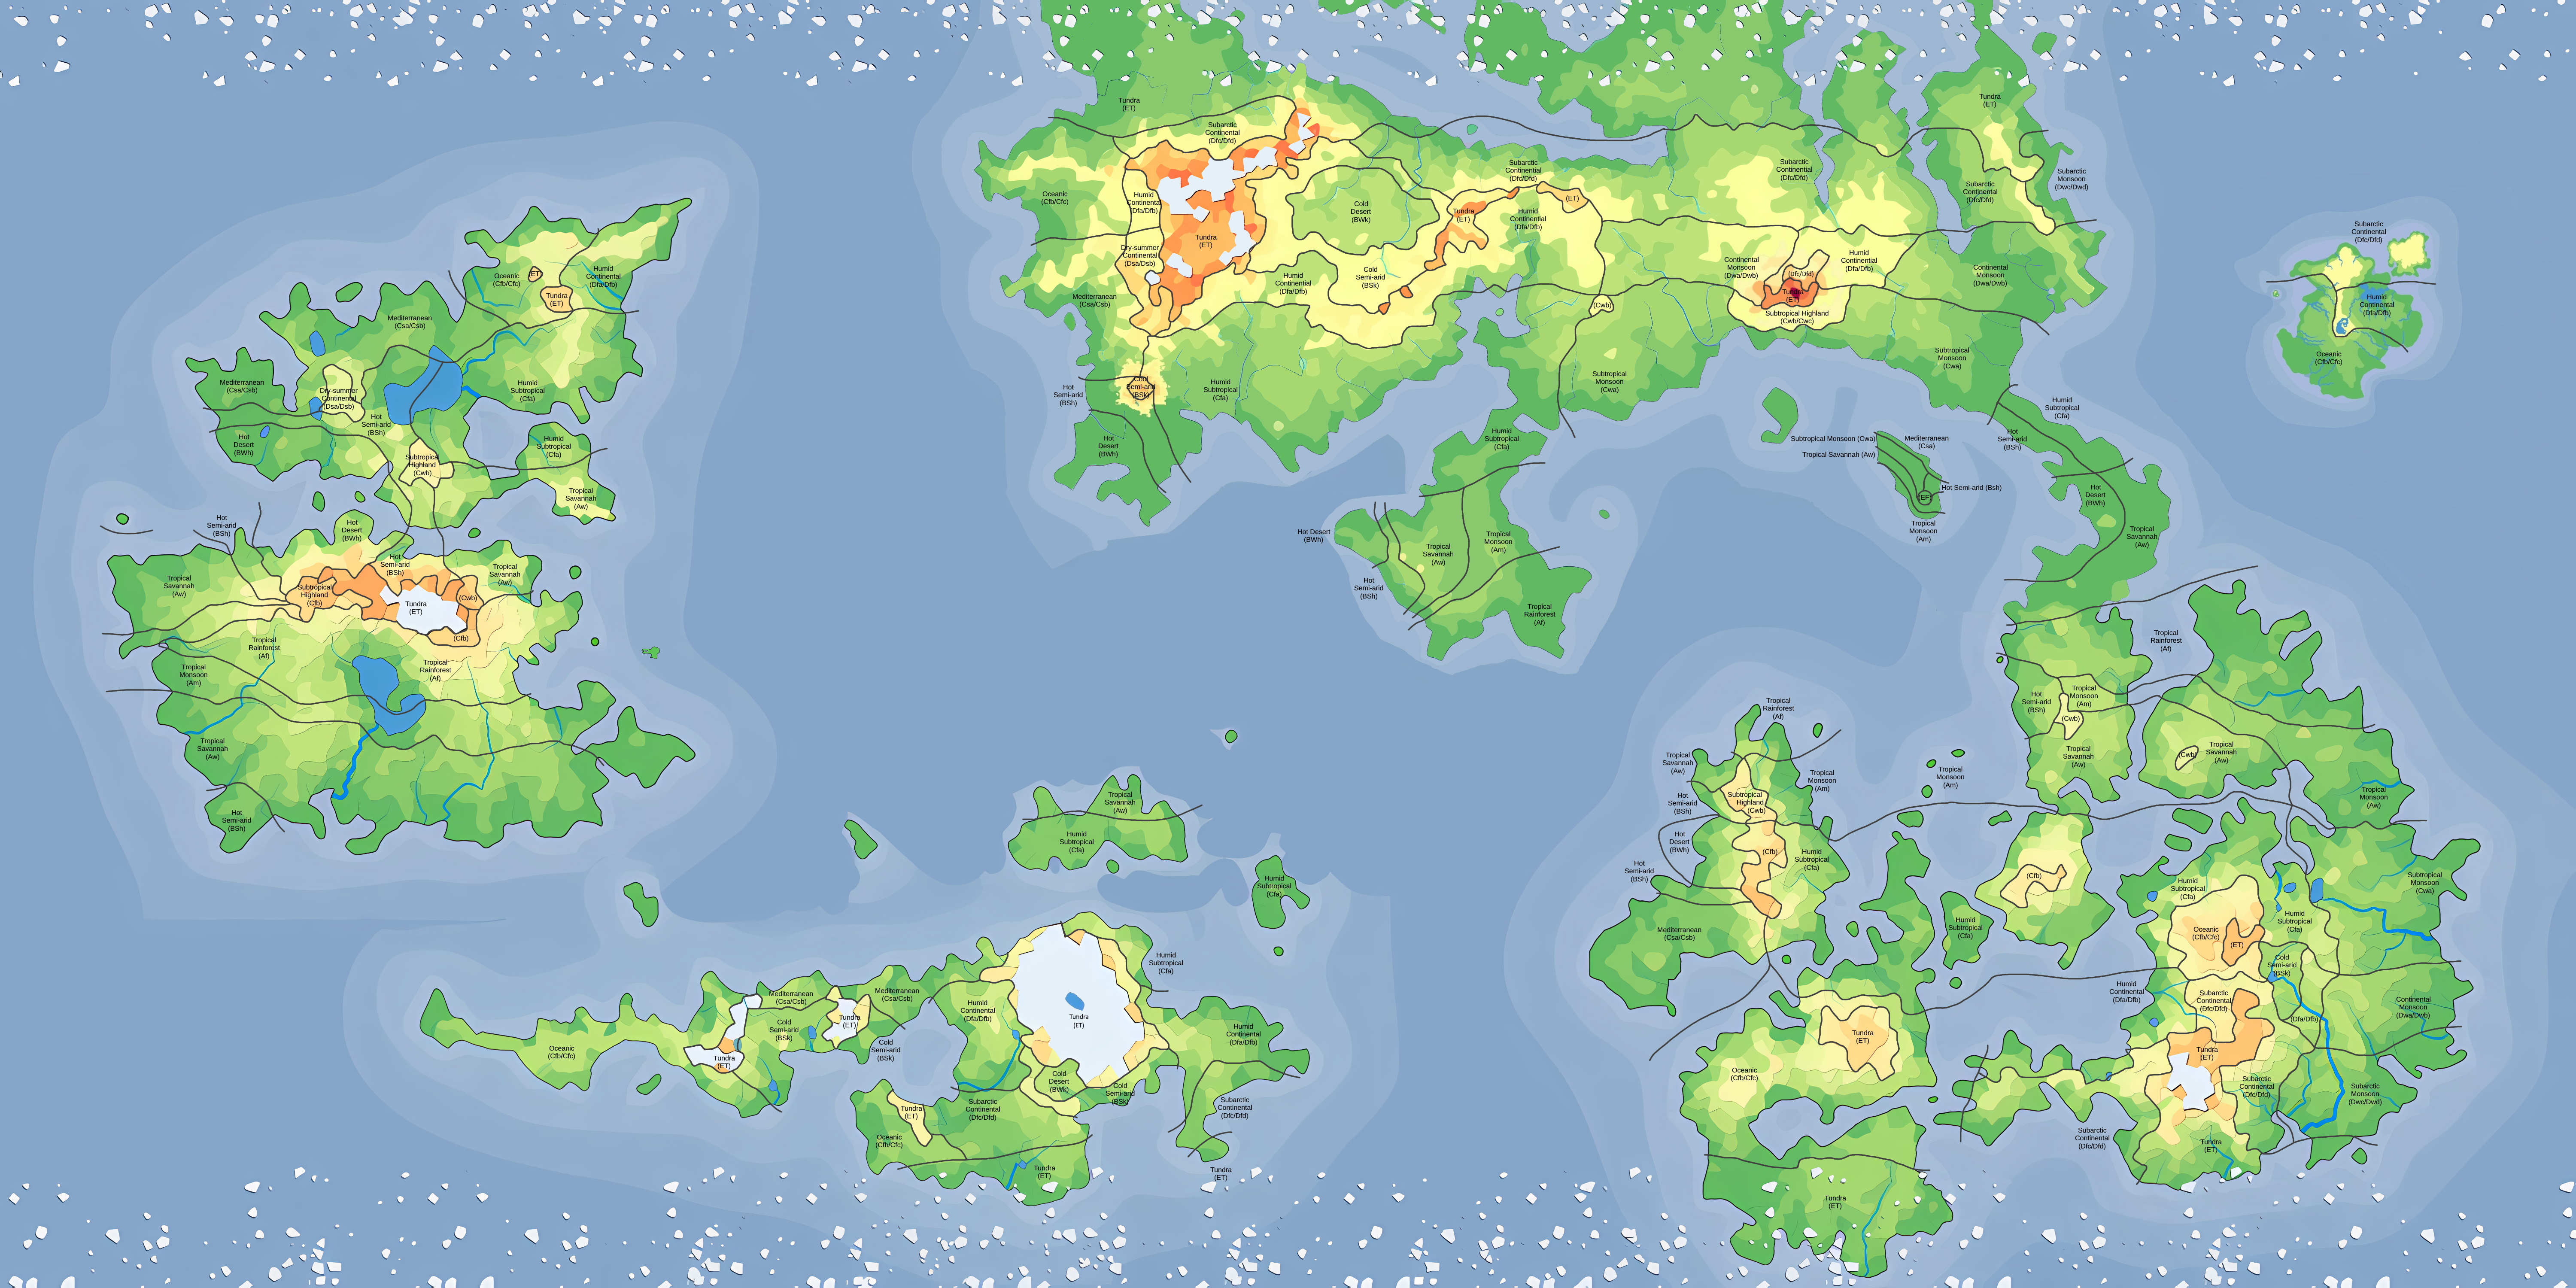 Tundra
(ET)
Subarctic
Continental
(Dfc/Dfd)
Oceanic
(Cfb/Cfc)
Humid
Continental
(Dfa/Dfb)
Tundra
(ET)
Dry-summer
Continental
(Dsa/Dsb)
Mediterranean
(Csa/Csb)
Cold
Desert
(BWk)
Cold
Semi-arid
(BSk)
Humid
Continental
(Dfa/Dfb)
Hot
Semi-arid
(BSh)
Cool
Semi-arid
(BSk)
Humid
Subtropical
(Cfa)
Hot
Desert
(BWh)
Subarctic
Continental
(Dfc/Dfd)
Tundra
(ET)
(ET)
Humid
Continential
(Dfa/Dfb)
(Cwb)
Subtropical
Monsoon
(Cwa)
Subarctic
Continental
(Dfc/Dfd)
Continental
Monsoon
(Dwa/Dwb)
(Dfc/Dfd)
Tundra
(ET)
Subtropical Highland
(Cwb/Cwc)
Humid
Continental
(Dfa/Dfb)
Tundra
(ET)
Subarctic
Continental
(Dfc/Dfd)
Subarctic
Monsoon
(Dwc/Dwd)
Continental
Monsoon
(Dwa/Dwb)
Subtropical
Monsoon
(Cwa)
Subarctic
Continental
(Dfc/Dfd)
Humid
Continental
(Dfa/Dfb)
Oceanic
(Cfb/Cfc)
Oceanic
(Cfb/Cfc)
(ET)
Tundra
(ET)
Humid
Continental
(Dfa/Dfb)
Mediterranean
(Csa/Csb)
Mediterranean
(Csa/Csb)
Dry-summer
Continental
(Dsa/Dsb)
Hot
Semi-arid
(BSh)
Humid
Subtropical
(Cfa)
Hot
Desert
(BWh)
Subtropical
Highland
(Cwb)
Humid
Subtropical
(Cfa)
Tropical
Savannah
(Aw)
Hot
Semi-arid
(BSh)
Hot
Desert
(BWh)
Hot
Semi-arid
(BSh)
Tropical
Savannah
(Aw)
Subtropical
Highland
(Cfb)
Tundra
(ET)
(Cwb)
(Cfb)
Tropical
Savannah
(Aw)
Tropical
Rainforest
(Af)
Tropical
Rainforest
(Af)
Tropical
Monsoon
(Am)
Tropical
Savannah
(Aw)
Hot
Semi-arid
(BSh)
Humid
Subtropical
(Cfa)
Hot Desert
(BWh)
Hot
Semi-arid
(BSh)
Tropical
Savannah
(Aw)
Tropical
Monsoon
(Am)
Tropical
Rainforest
(Af)
Subtropical Monsoon (Cwa)
Mediterranean
(Csa)
Tropical Savannah (Aw)
Hot Semi-arid (Bsh)
(EF)
Tropical
Monsoon
(Am)
Humid
Subtropical
(Cfa)
Hot
Semi-arid
(BSh)
Hot
Desert
(BWh)
Tropical
Savannah
(Aw)
Tropical
Rainforest
(Af)
Hot
Semi-arid
(BSh)
Tropical
Monsoon
(Am)
(Cwb)
Tropical
Savannah
(Aw)
(Cwb)
Tropical
Savannah
(Aw)
Tropical
Monsoon
(Aw)
Tropical
Monsoon
(Am)
Tropical
Rainforest
(Af)
Tropical
Savannah
(Aw)
Tropical
Monsoon
(Am)
Hot
Semi-arid
(BSh)
Subtropical
Highland
(Cwb)
Hot
Desert
(BWh)
(Cfb)
Humid
Subtropical
(Cfa)
Hot
Semi-arid
(BSh)
Mediterranean
(Csa/Csb)
(Cfb)
Humid
Subtropical
(Cfa)
Tundra
(ET)
Oceanic
(Cfb/Cfc)
Tundra
(ET)
Humid
Subtropical
(Cfa)
Subtropical
Monsoon
(Cwa)
Humid
Subtropical
(Cfa)
Oceanic
(Cfb/Cfc)
(ET)
Cold
Semi-arid
(BSk)
Humid
Continental
(Dfa/Dfb)
Subarctic
Continental
(Dfc/Dfd)
(Dfa/Dfb)
Continental
Monsoon
(Dwa/Dwb)
Tundra
(ET)
Subarctic
Continental
(Dfc/Dfd)
Subarctic
Monsoon
(Dwc/Dwd)
Subarctic
Continental
(Dfc/Dfd)
Tundra
(ET)
Tropical
Savannah
(Aw)
Humid
Subtropical
(Cfa)
Humid
Subtropical
(Cfa)
Humid
Subtropical
(Cfa)
Mediterranean
(Csa/Csb)
Mediterranean
(Csa/Csb)
Humid
Continental
(Dfa/Dfb)
Tundra
(ET)
Tundra
(ET)
Cold
Semi-arid
(BSk)
Cold
Semi-arid
(BSk)
Humid
Continental
(Dfa/Dfb)
Oceanic
(Cfb/Cfc)
Tundra
(ET)
Cold
Desert
(BWk)
Cold
Semi-arid
(BSk)
Tundra
(ET)
Subarctic
Continental
(Dfc/Dfd)
Subarctic
Continental
(Dfc/Dfd)
Oceanic
(Cfb/Cfc)
Tundra
(ET)
Tundra
(ET)